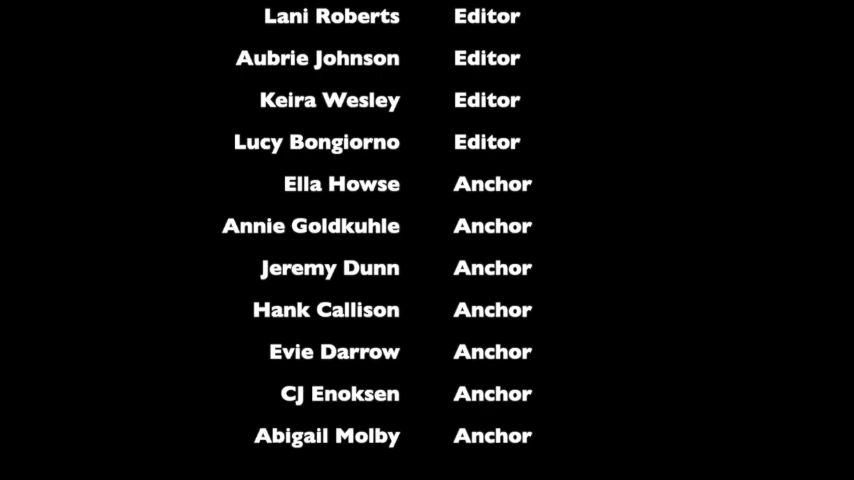 Lani Roberts Editor
Aubrie Johnson Editor
Keira Wesley Editor
Lucy Bongiorno Editor
Ella Howse Anchor
Annie Goldkuhle Anchor
Jeremy Dunn Anchor
Hank Callison Anchor
Evie Darrow Anchor
CJ Enoksen Anchor
Abigail Molby Anchor